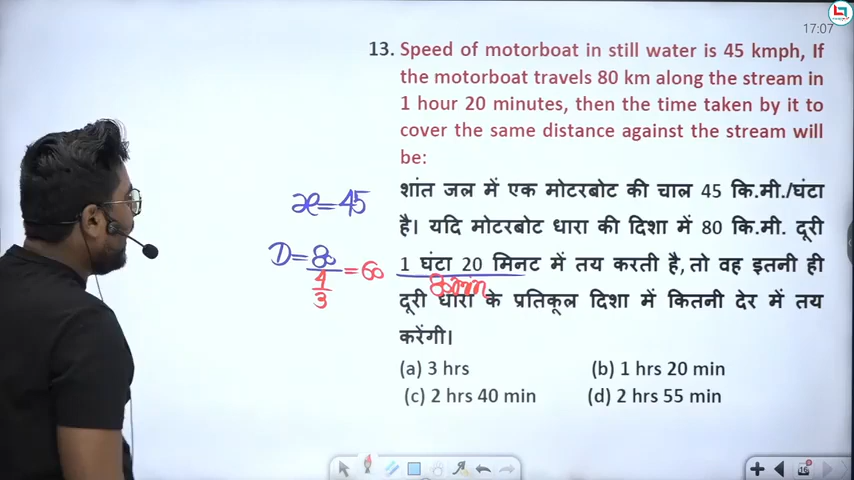 17:07
13. Speed of motorboat in still water is 45 kmph, If
the motorboat travels 80 km along the stream in
1 hour 20 minutes, then the time taken by it to
cover the same distance against the stream will
be:
शांत जल में एक मोटरबोट की चाल 45 कि.मी./घंटा
है। यदि मोटरबोट धारा की दिशा में 80 कि.मी. दूरी
1 घंटा 20 मिनट में तय करती है, तो वह इतनी ही
दूरी धारा के प्रतिकूल दिशा में कितनी देर में तय
करेंगी।
(a) 3 hrs (b) 1 hrs 20 min
(c) 2 hrs 40 min (d) 2 hrs 55 min
x=45
D=80
4/3 =60
80min